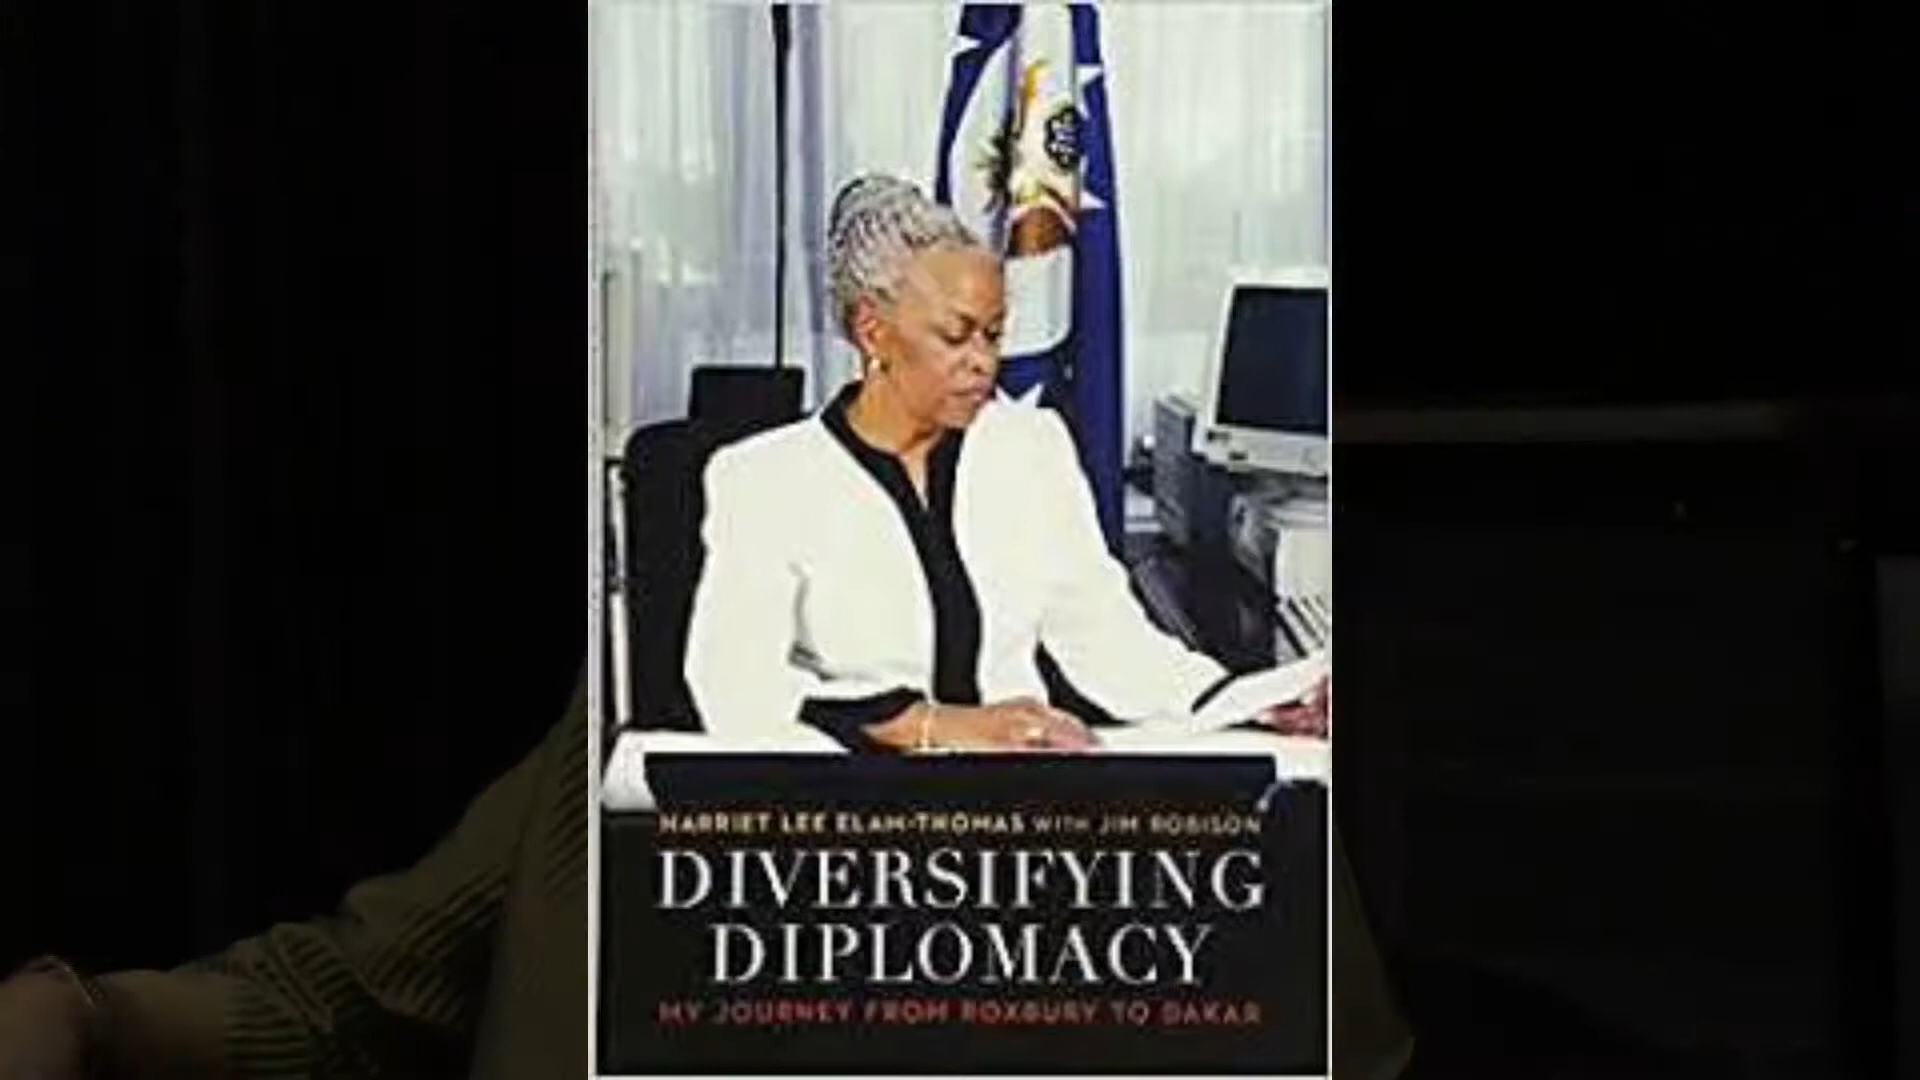 HARRIET LEE ELAM-THOMAS WITH JIM ROBISON
DIVERSIFYING
DIPLOMACY
MY JOURNEY FROM ROXBURY TO DAKAR